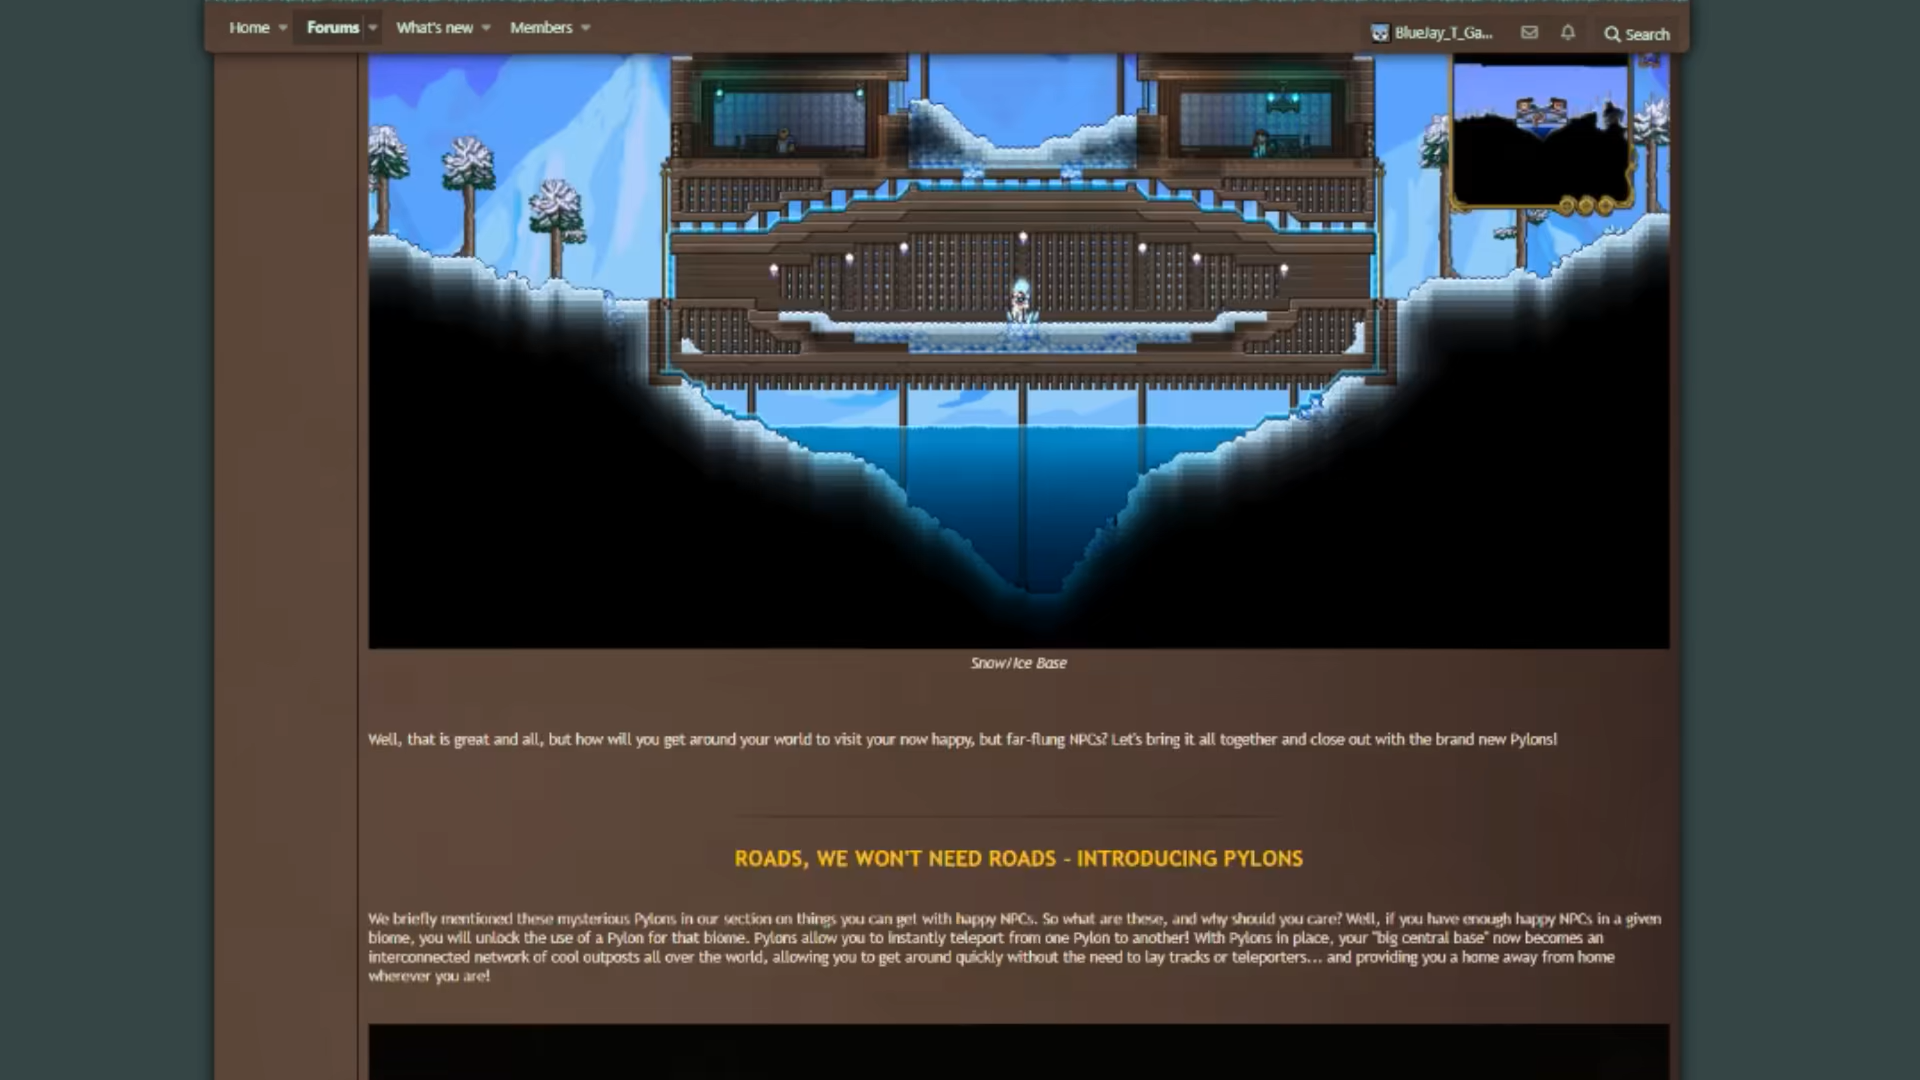 Home Forums What's new Members BlueJay_T_Ga... Search
Snow/Ice Base
Well, that is great and all, but how will you get around your world to visit your now happy, but far-flung NPCs? Let's bring it all together and close out with the brand new Pylons!
ROADS, WE WON'T NEED ROADS - INTRODUCING PYLONS
We briefly mentioned these mysterious Pylons in our section on things you can get with happy NPCs. So what are these, and why should you care? Well, if you have enough happy NPCs in a given
biome, you will unlock the use of a Pylon for that biome. Pylons allow you to instantly teleport from one Pylon to another! With Pylons in place, your "big central base" now becomes an
interconnected network of cool outposts all over the world, allowing you to get around quickly without the need to lay tracks or teleporters... and providing you a home away from home
wherever you are!